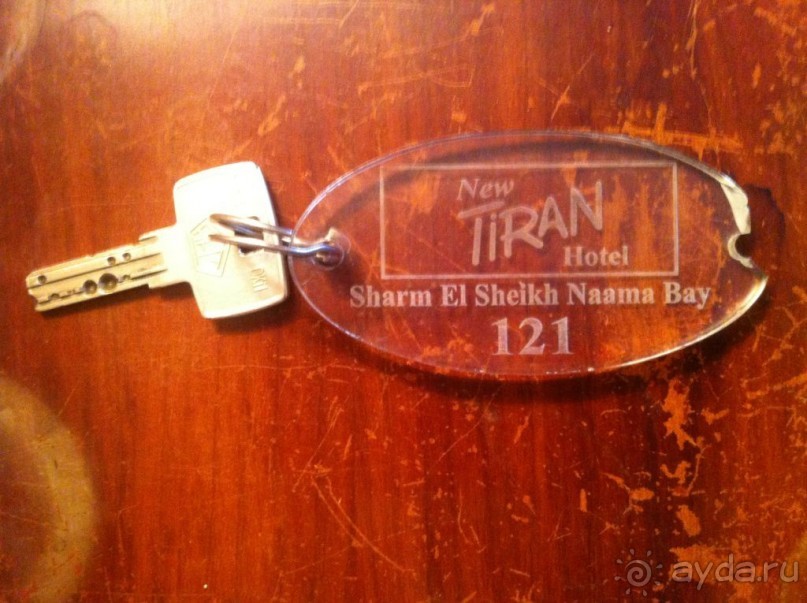 New
TiRAN
Hotel
Sharm El Sheikh Naama Bay
121
ayda.ru